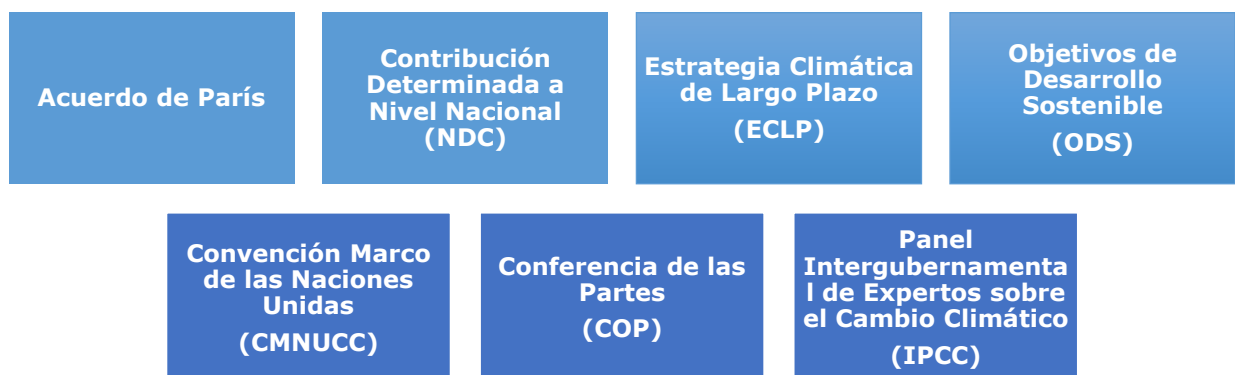 Acuerdo de París
Contribución
Determinada a
Nivel Nacional
(NDC)
Estrategia Climática
de Largo Plazo
(ECLP)
Objetivos de
Desarrollo
Sostenible
(ODS)
Convención Marco
de las Naciones
Unidas
(CMNUCC)
Conferencia de las
Partes
(COP)
Panel
Intergubernamenta
l de Expertos sobre
el Cambio Climático
(IPCC)